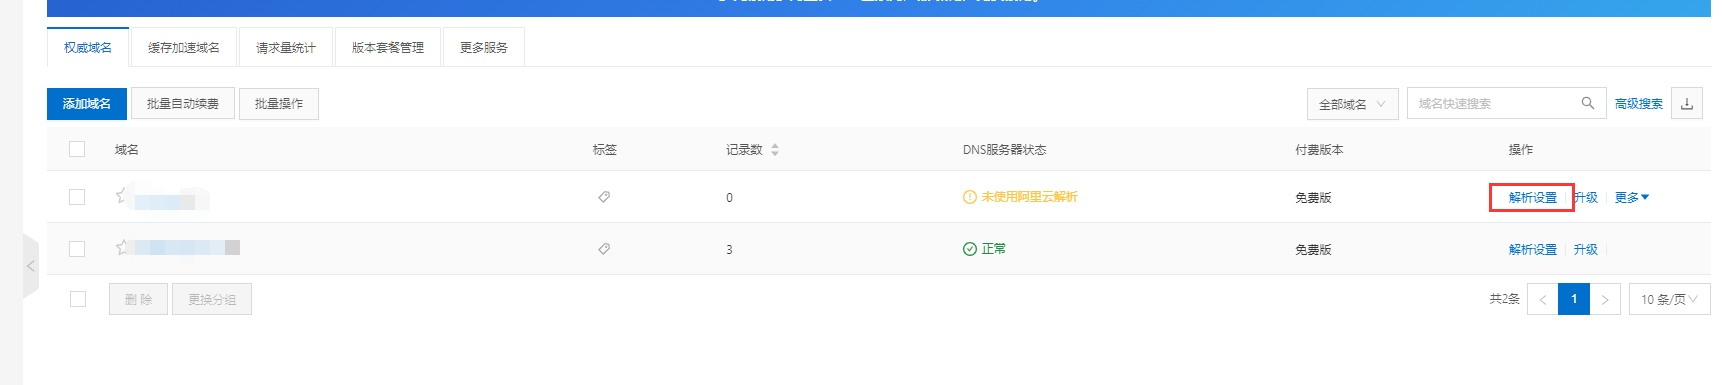 权威域名 缓存加速域名 请求量统计 版本套餐管理 更多服务
添加域名 批量自动续费 批量操作 全部域名 域名快速搜索 高级搜索
域名 标签 记录数 DNS服务器状态 付费版本 操作
0 未使用阿里云解析 免费版 解析设置 升级 更多
3 正常 免费版 解析设置 升级
删 除 更换分组 共2条 1 10 条/页